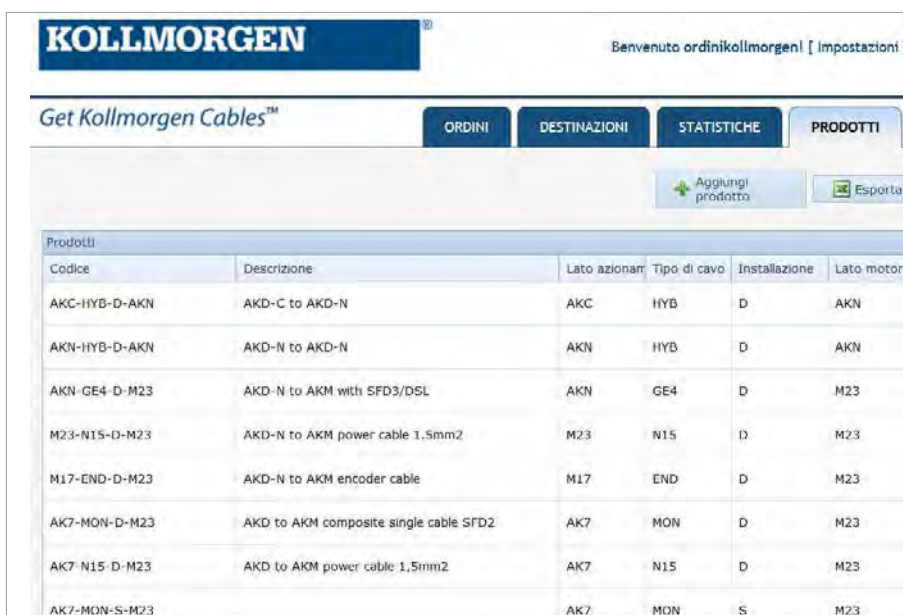 KOLLMORGEN®
Benvenuto ordinikollmorgen! [ Impostazioni
Get Kollmorgen Cables™
ORDINI DESTINAZIONI STATISTICHE PRODOTTI
Aggiungi
prodotto
Esporta
Prodotti
Codice Descrizione Lato azionam Tipo di cavo Installazione Lato motor
AKC-HYB-D-AKN AKD-C to AKD-N AKC HYB D AKN
AKN-HYB-D-AKN AKD-N to AKD-N AKN HYB D AKN
AKN-GE4-D-M23 AKD-N to AKM with SFD3/DSL AKN GE4 D M23
M23-N15-D-M23 AKD-N to AKM power cable 1.5mm2 M23 N15 D M23
M17-END-D-M23 AKD-N to AKM encoder cable M17 END D M23
AK7-MON-D-M23 AKD to AKM composite single cable SFD2 AK7 MON D M23
AK7-N15-D-M23 AKD to AKM power cable 1,5mm2 AK7 N15 D M23
AK7-MON-S-M23 AK7 MON S M23